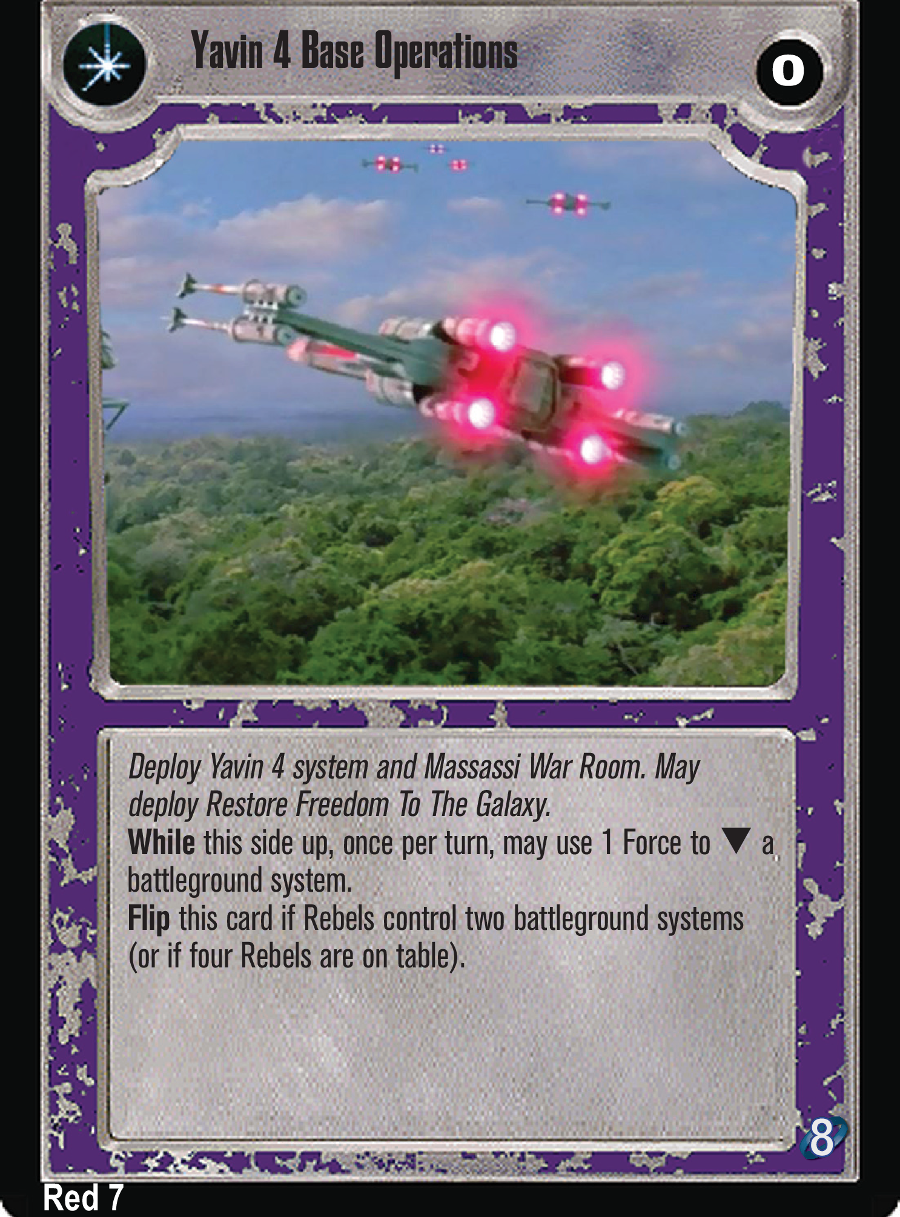 Yavin 4 Base Operations
0
Deploy Yavin 4 system and Massassi War Room. May
deploy Restore Freedom To The Galaxy.
While this side up, once per turn, may use 1 Force to ▼ a
battleground system.
Flip this card if Rebels control two battleground systems
(or if four Rebels are on table).
8
Red 7